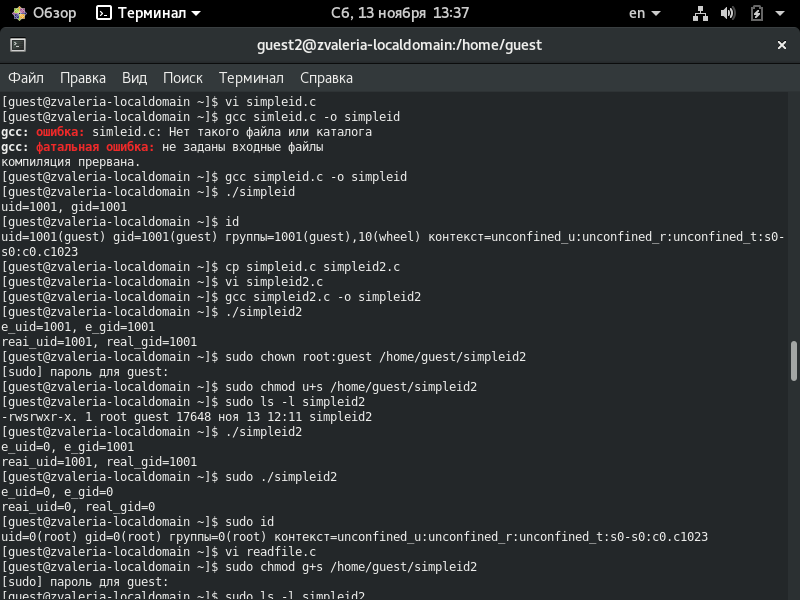 Обзор Терминал Сб, 13 ноября 13:37 en
guest2@zvaleria-localdomain:/home/guest ×
Файл Правка Вид Поиск Терминал Справка
[guest@zvaleria-localdomain ~]$ vi simpleid.c
[guest@zvaleria-localdomain ~]$ gcc simleid.c -o simpleid
gcc: ошибка: simleid.c: Нет такого файла или каталога
gcc: фатальная ошибка: не заданы входные файлы
компиляция прервана.
[guest@zvaleria-localdomain ~]$ gcc simpleid.c -o simpleid
[guest@zvaleria-localdomain ~]$ ./simpleid
uid=1001, gid=1001
[guest@zvaleria-localdomain ~]$ id
uid=1001(guest) gid=1001(guest) группы=1001(guest),10(wheel) контекст=unconfined_u:unconfined_r:unconfined_t:s0-
s0:c0.c1023
[guest@zvaleria-localdomain ~]$ cp simpleid.c simpleid2.c
[guest@zvaleria-localdomain ~]$ vi simpleid2.c
[guest@zvaleria-localdomain ~]$ gcc simpleid2.c -o simpleid2
[guest@zvaleria-localdomain ~]$ ./simpleid2
e_uid=1001, e_gid=1001
reai_uid=1001, real_gid=1001
[guest@zvaleria-localdomain ~]$ sudo chown root:guest /home/guest/simpleid2
[sudo] пароль для guest:
[guest@zvaleria-localdomain ~]$ sudo chmod u+s /home/guest/simpleid2
[guest@zvaleria-localdomain ~]$ sudo ls -l simpleid2
-rwsrwxr-x. 1 root guest 17648 ноя 13 12:11 simpleid2
[guest@zvaleria-localdomain ~]$ ./simpleid2
e_uid=0, e_gid=1001
reai_uid=1001, real_gid=1001
[guest@zvaleria-localdomain ~]$ sudo ./simpleid2
e_uid=0, e_gid=0
reai_uid=0, real_gid=0
[guest@zvaleria-localdomain ~]$ sudo id
uid=0(root) gid=0(root) группы=0(root) контекст=unconfined_u:unconfined_r:unconfined_t:s0-s0:c0.c1023
[guest@zvaleria-localdomain ~]$ vi readfile.c
[guest@zvaleria-localdomain ~]$ sudo chmod g+s /home/guest/simpleid2
[sudo] пароль для guest:
[guest@zvaleria-localdomain ~]$ sudo ls -l simpleid2